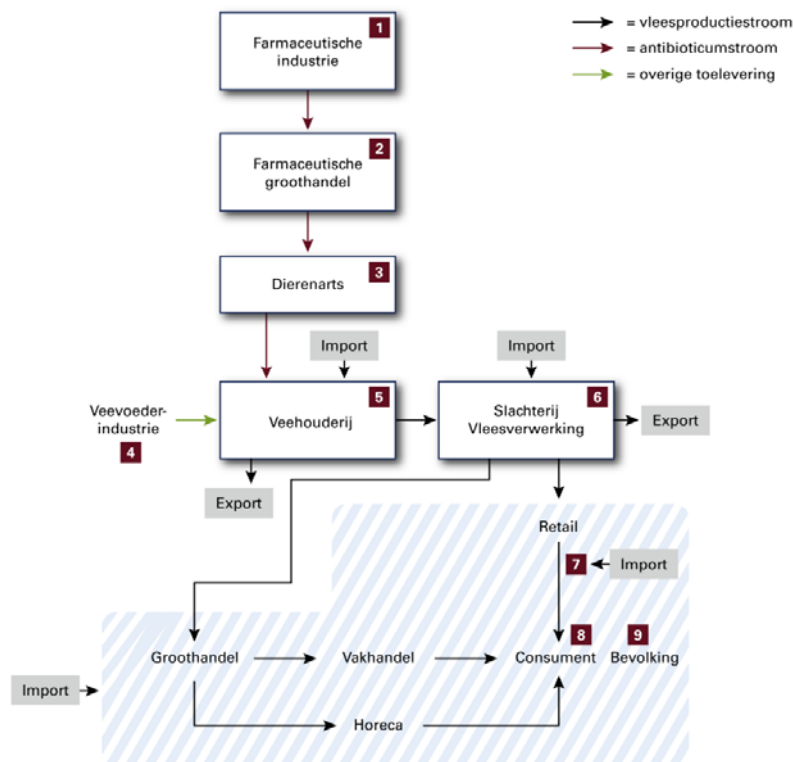 1
Farmaceutische
industrie
= vleesproductiestroom
= antibioticumstroom
= overige toelevering
2
Farmaceutische
groothandel
3
Dierenarts
Import
Import
Veevoeder-
industrie
4
5
Veehouderij
6
Slachterij
Vleesverwerking
Export
Export
Retail
7
Import
8
9
Groothandel
Vakhandel
Consument
Bevolking
Import
Horeca